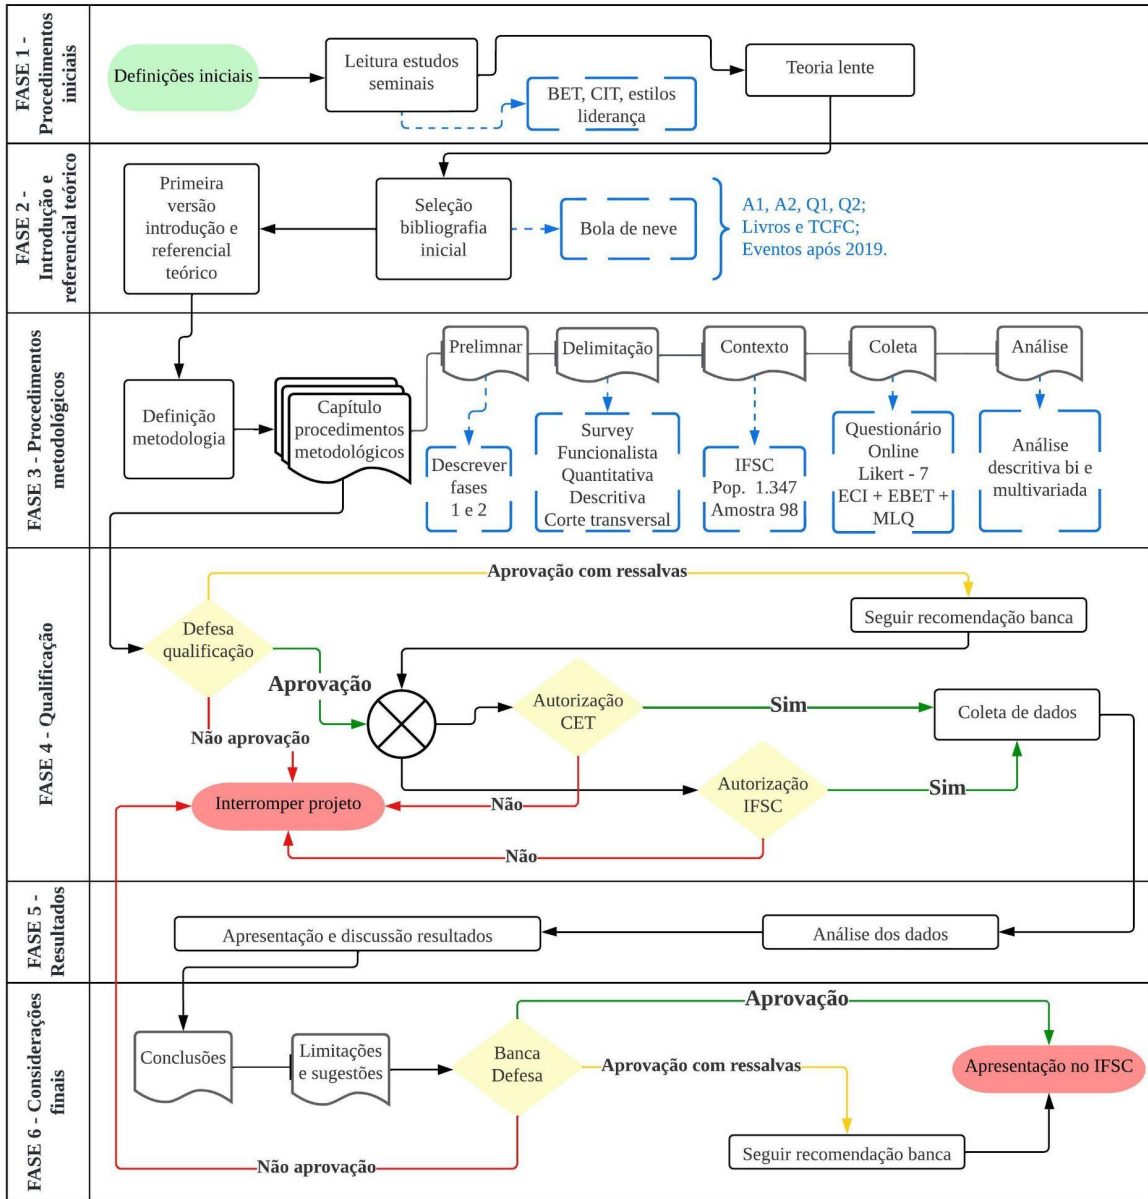 FASE 1 -
Procedimentos
iniciais
Definições iniciais
Leitura estudos
seminais
Teoria lente
BET, CIT, estilos
liderança
FASE 2 -
Introdução e
referencial teórico
Primeira
versão
introdução e
referencial
teórico
Seleção
bibliografia
inicial
Bola de neve
A1, A2, Q1, Q2;
Livros e TCFC;
Eventos após 2019.
FASE 3 - Procedimentos
metodológicos
Definição
metodologia
Capítulo
procedimentos
metodológicos
Prelimnar
Delimitação
Contexto
Coleta
Análise
Descrever
fases
1 e 2
Survey
Funcionalista
Quantitativa
Descritiva
Corte transversal
IFSC
Pop. 1.347
Amostra 98
Questionário
Online
Likert - 7
ECI + EBET +
MLQ
Análise
descritiva bi e
multivariada
FASE 4 - Qualificação
Aprovação com ressalvas
Seguir recomendação banca
Defesa
qualificação
Aprovação
Não aprovação
Autorização
CET
Sim
Coleta de dados
Autorização
IFSC
Sim
Interromper projeto
Não
Não
FASE 5 -
Resultados
Apresentação e discussão resultados
Análise dos dados
FASE 6 - Considerações
finais
Conclusões
Limitações
e sugestões
Banca
Defesa
Aprovação
Aprovação com ressalvas
Apresentação no IFSC
Seguir recomendação banca
Não aprovação